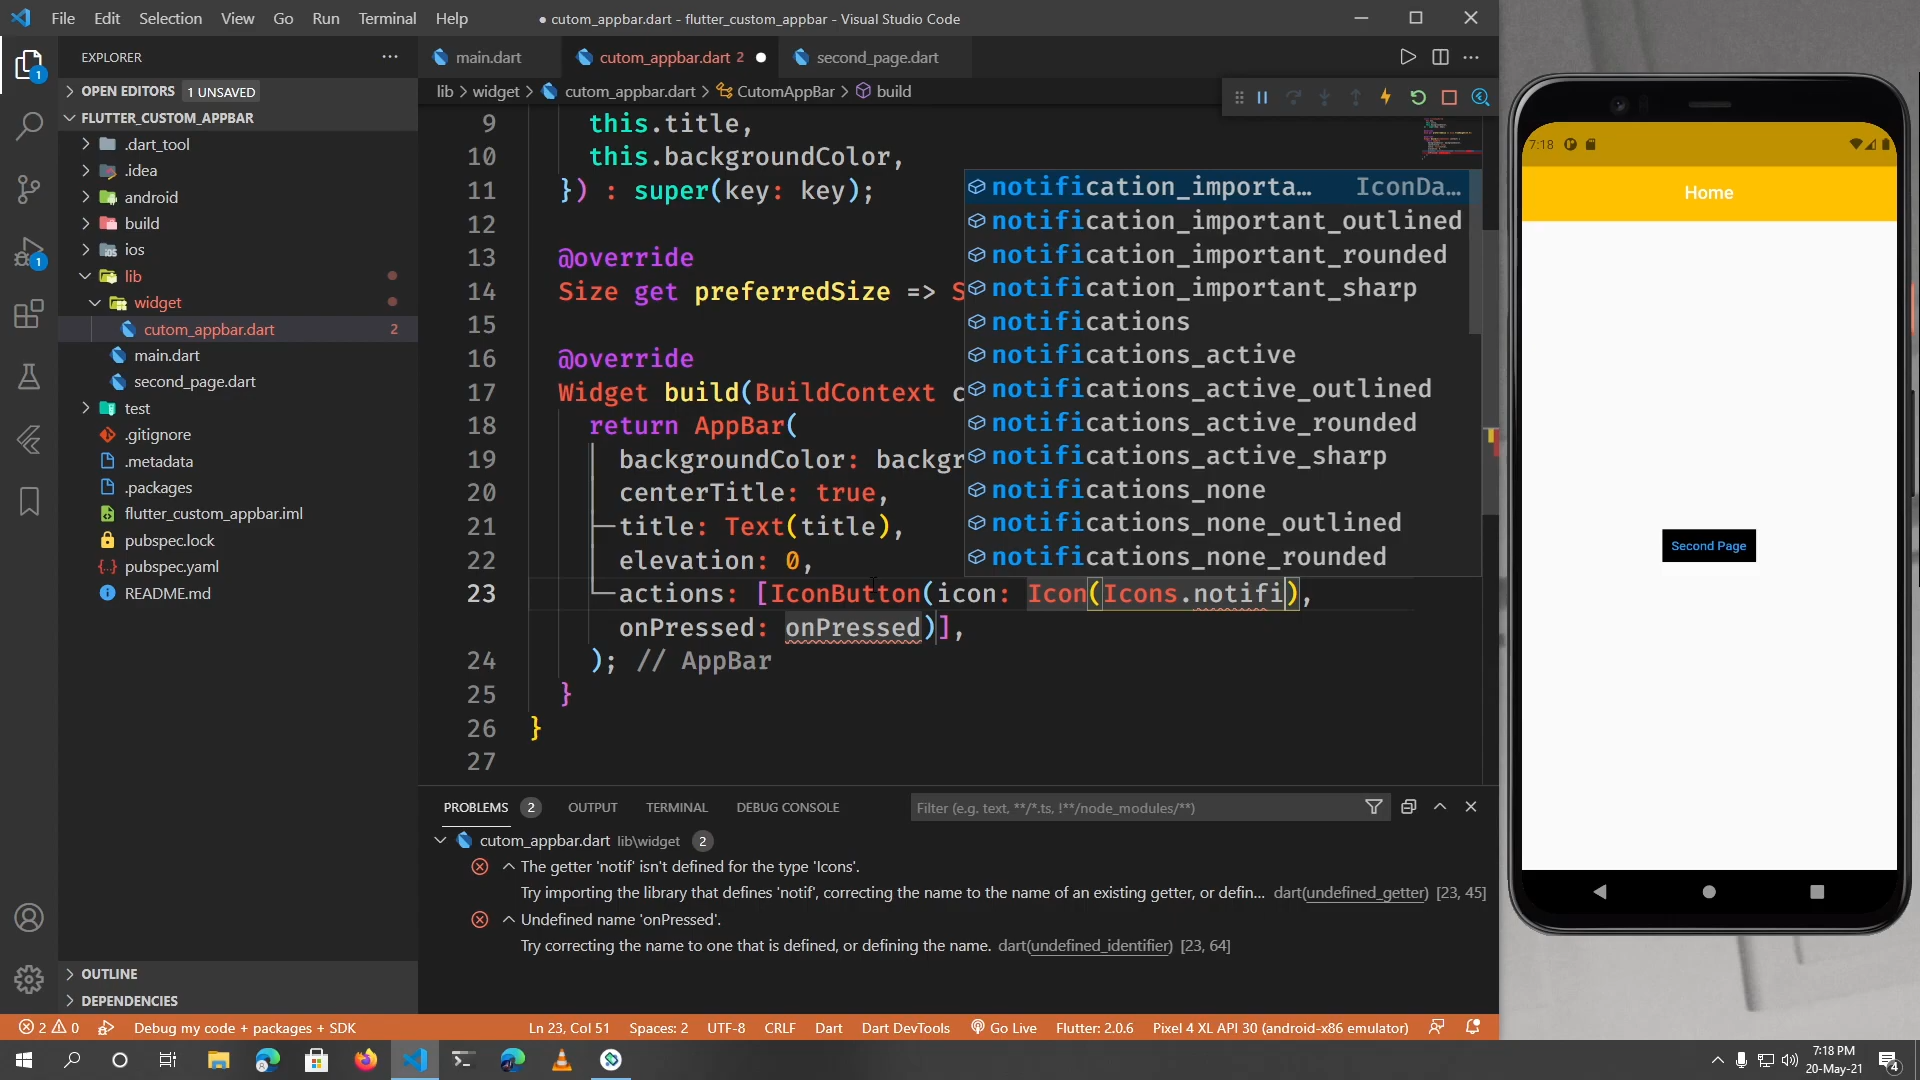 File Edit Selection View Go Run Terminal Help
● cutom_appbar.dart - flutter_custom_appbar - Visual Studio Code
EXPLORER
OPEN EDITORS 1 UNSAVED
FLUTTER_CUSTOM_APPBAR
.dart_tool
.idea
android
build
ios
lib
widget
cutom_appbar.dart 2
main.dart
second_page.dart
test
.gitignore
.metadata
.packages
flutter_custom_appbar.iml
pubspec.lock
pubspec.yaml
README.md
OUTLINE
DEPENDENCIES
1
1
main.dart
cutom_appbar.dart 2 ●
second_page.dart
lib > widget > cutom_appbar.dart > CutomAppBar > build
9 this.title,
10 this.backgroundColor,
11 }) : super(key: key);
12
13 @override
14 Size get preferredSize => S
15
16 @override
17 Widget build(BuildContext c
18 return AppBar(
19 backgroundColor: backgr
20 centerTitle: true,
21 title: Text(title),
22 elevation: 0,
23 actions: [IconButton(icon: Icon(Icons.notifi),
onPressed: onPressed)],
24 ); // AppBar
25 }
26 }
27
notification_importa… IconDa…
notification_important_outlined
notification_important_rounded
notification_important_sharp
notifications
notifications_active
notifications_active_outlined
notifications_active_rounded
notifications_active_sharp
notifications_none
notifications_none_outlined
notifications_none_rounded
PROBLEMS 2 OUTPUT TERMINAL DEBUG CONSOLE
Filter (e.g. text, **/*.ts, !**/node_modules/**)
cutom_appbar.dart lib\widget 2
The getter 'notif' isn't defined for the type 'Icons'.
Try importing the library that defines 'notif', correcting the name to the name of an existing getter, or defin... dart(undefined_getter) [23, 45]
Undefined name 'onPressed'.
Try correcting the name to one that is defined, or defining the name. dart(undefined_identifier) [23, 64]
2 0 Debug my code + packages + SDK
Ln 23, Col 51 Spaces: 2 UTF-8 CRLF Dart Dart DevTools Go Live Flutter: 2.0.6 Pixel 4 XL API 30 (android-x86 emulator)
7:18
Home
Second Page
7:18 PM
20-May-21
4